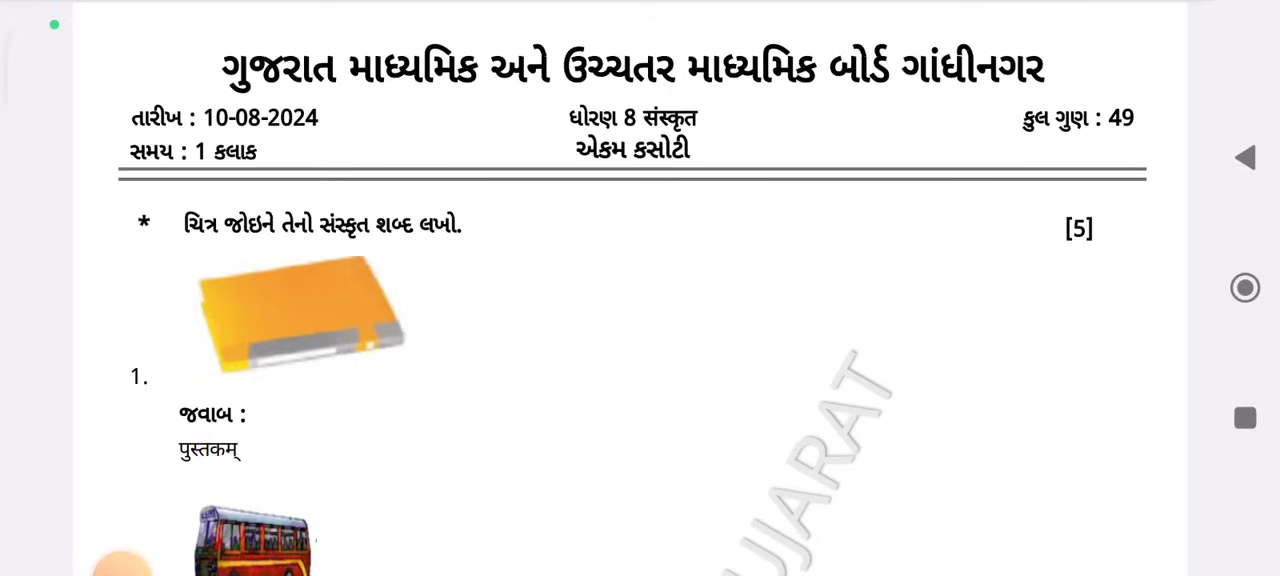 ગુજરાત માધ્યમિક અને ઉચ્ચતર માધ્યમિક બોર્ડ ગાંધીનગર
તારીખ : 10-08-2024 ધોરણ 8 સંસ્કૃત કુલ ગુણ : 49
સમય : 1 કલાક એકમ કસોટી
* ચિત્ર જોઇને તેનો સંસ્કૃત શબ્દ લખો. [5]
1.
જવાબ :
पुस्तकम्
UJARAT